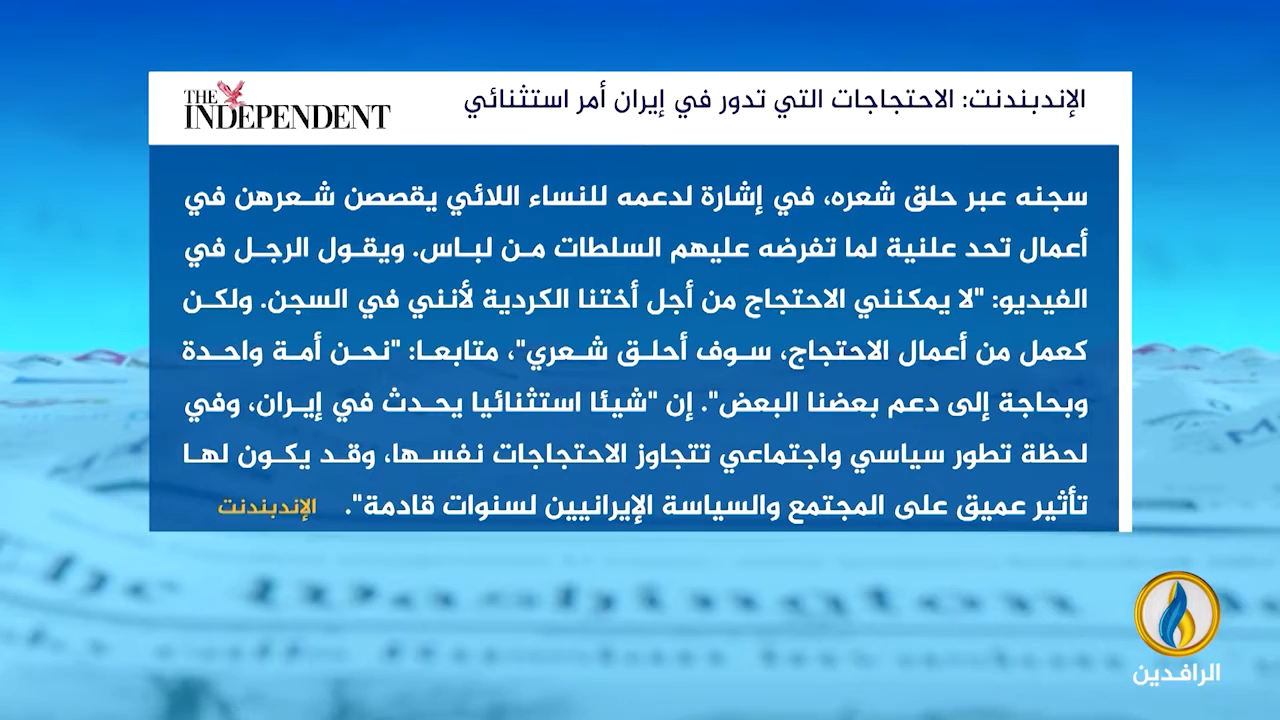 الإندبندنت: الاحتجاجات التي تدور في إيران أمر استثنائي
THE
INDEPENDENT
سجنه عبر حلق شعره، في إشارة لدعمه للنساء اللائي يقصصن شعرهن في
أعمال تحد علنية لما تفرضه عليهم السلطات من لباس. ويقول الرجل في
الفيديو: "لا يمكنني الاحتجاج من أجل أختنا الكردية لأنني في السجن. ولكن
كعمل من أعمال الاحتجاج، سوف أحلق شعري"، متابعا: "نحن أمة واحدة
وبحاجة إلى دعم بعضنا البعض". إن "شيئا استثنائيا يحدث في إيران، وفي
لحظة تطور سياسي واجتماعي تتجاوز الاحتجاجات نفسها، وقد يكون لها
تأثير عميق على المجتمع والسياسة الإيرانيين لسنوات قادمة". الإندبندنت
الرافدين